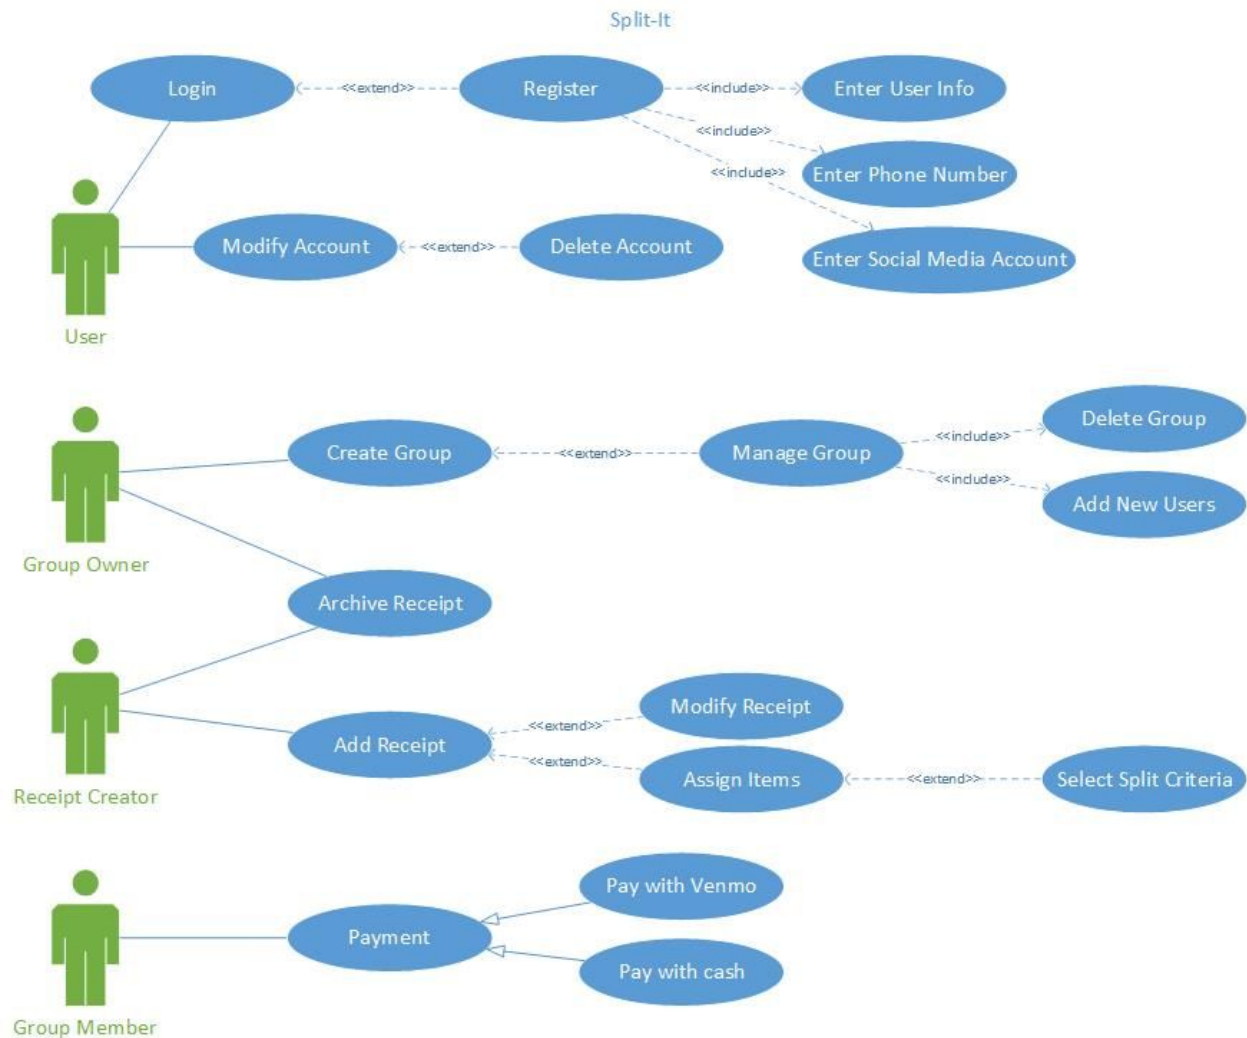 Split-It
Login
<<extend>>
Register
<<include>>
Enter User Info
<<include>>
Enter Phone Number
<<include>>
Enter Social Media Account
Modify Account
<<extend>>
Delete Account
User
Create Group
<<extend>>
Manage Group
<<include>>
Delete Group
<<include>>
Add New Users
Group Owner
Archive Receipt
Add Receipt
<<extend>>
Modify Receipt
<<extend>>
Assign Items
<<extend>>
Select Split Criteria
Receipt Creator
Payment
Pay with Venmo
Pay with cash
Group Member